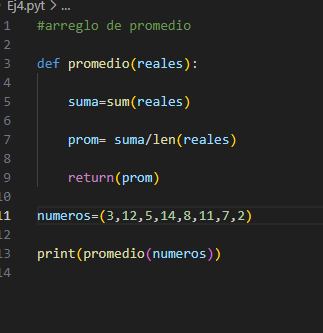 Ej4.pyt > ...
1 #arreglo de promedio
2
3 def promedio(reales):
4
5 suma=sum(reales)
6
7 prom= suma/len(reales)
8
9 return(prom)
10
11 numeros=(3,12,5,14,8,11,7,2)
12
13 print(promedio(numeros))
14